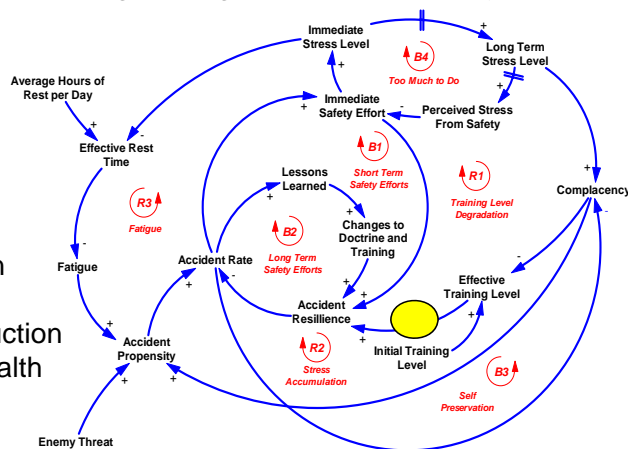 Immediate
Stress Level
B4
Too Much to Do
Long Term
Stress Level
Average Hours of
Rest per Day
Immediate
Safety Effort
Perceived Stress
From Safety
Effective Rest
Time
B1
Short Term
Safety Efforts
Lessons
Learned
R1
Training Level
Degradation
Complacency
R3
Fatigue
B2
Long Term
Safety Efforts
Changes to
Doctrine and
Training
Fatigue
Accident Rate
Effective
Training Level
Accident
Resillience
Initial Training
Level
Accident
Propensity
R2
Stress
Accumulation
B3
Self
Preservation
Enemy Threat
uction
alth